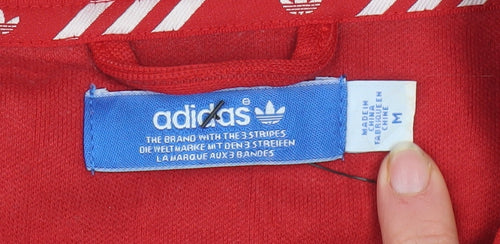 adidas
THE BRAND WITH THE 3 STRIPES
DIE WELTMARKE MIT DEN 3 STREIFEN
LA MARQUE AUX 3 BANDES
MADE IN
CHINA
FABRIQUE EN
CHINE
M